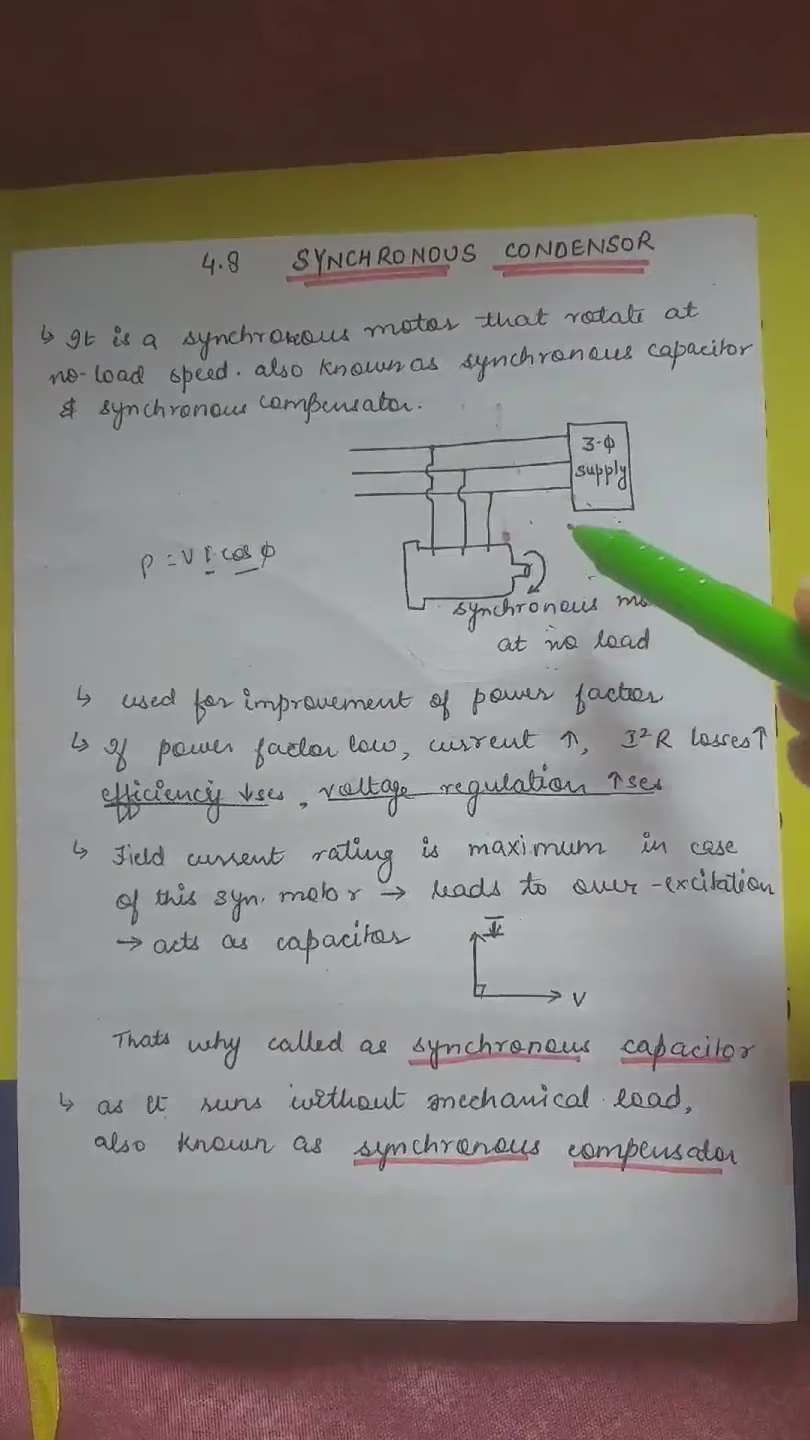 4.8 SYNCHRONOUS CONDENSOR
↳ It is a synchronous motor that rotate at
no-load speed. also known as synchronous capacitor
& synchronous compensator.
3-φ
supply
P = V I cos φ
synchronous
at no load
↳ used for improvement of power factor
↳ If power factor low, current ↑, I²R losses↑
efficiency ↓ses, voltage regulation ↑ses
↳ Field current rating is maximum in case
of this syn. motor → leads to over-excitation
→ acts as capacitor
I
V
Thats why called as synchronous capacitor
↳ as it runs without mechanical load,
also known as synchronous compensator